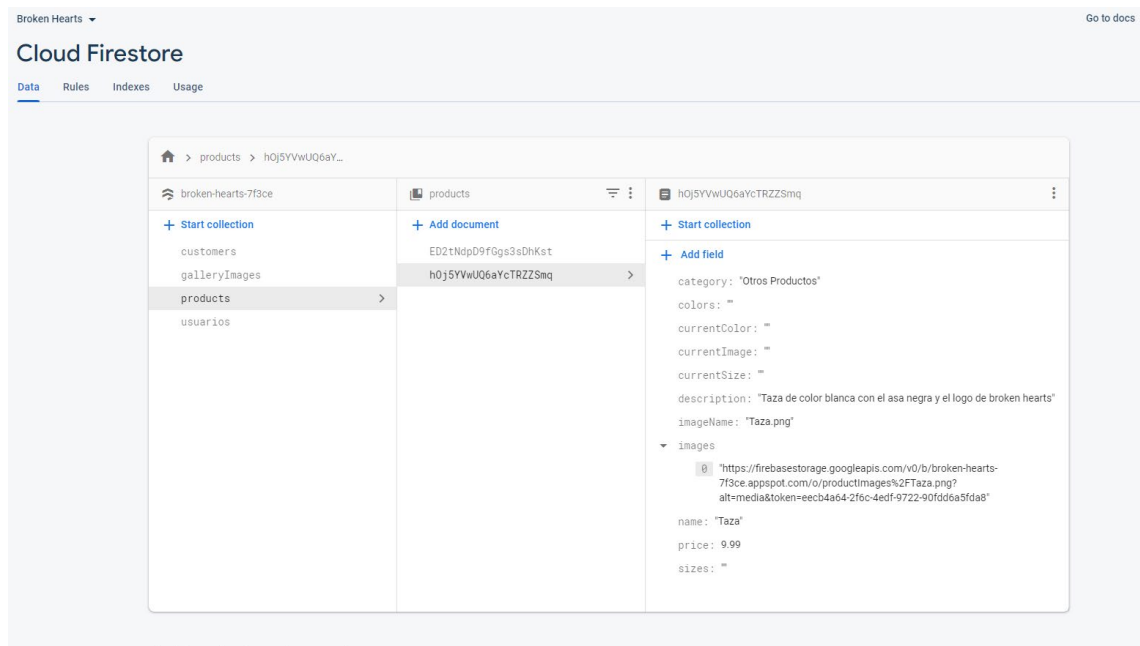 Broken Hearts
Go to docs
Cloud Firestore
Data Rules Indexes Usage
products > hOj5YVwUQ6aY…
broken-hearts-7f3ce
Start collection
customers
galleryImages
products
usuarios
products
Add document
ED2tNdpD9fGgs3sDhKst
hOj5YVwUQ6aYcTRZZSmq
hOj5YVwUQ6aYcTRZZSmq
Start collection
Add field
category: "Otros Productos"
colors: ""
currentColor: ""
currentImage: ""
currentSize: ""
description: "Taza de color blanca con el asa negra y el logo de broken hearts"
imageName: "Taza.png"
images
0 "https://firebasestorage.googleapis.com/v0/b/broken-hearts-
7f3ce.appspot.com/o/productImages%2FTaza.png?
alt=media&token=eecb4a64-2f6c-4edf-9722-90fdd6a5fda8"
name: "Taza"
price: 9.99
sizes: ""